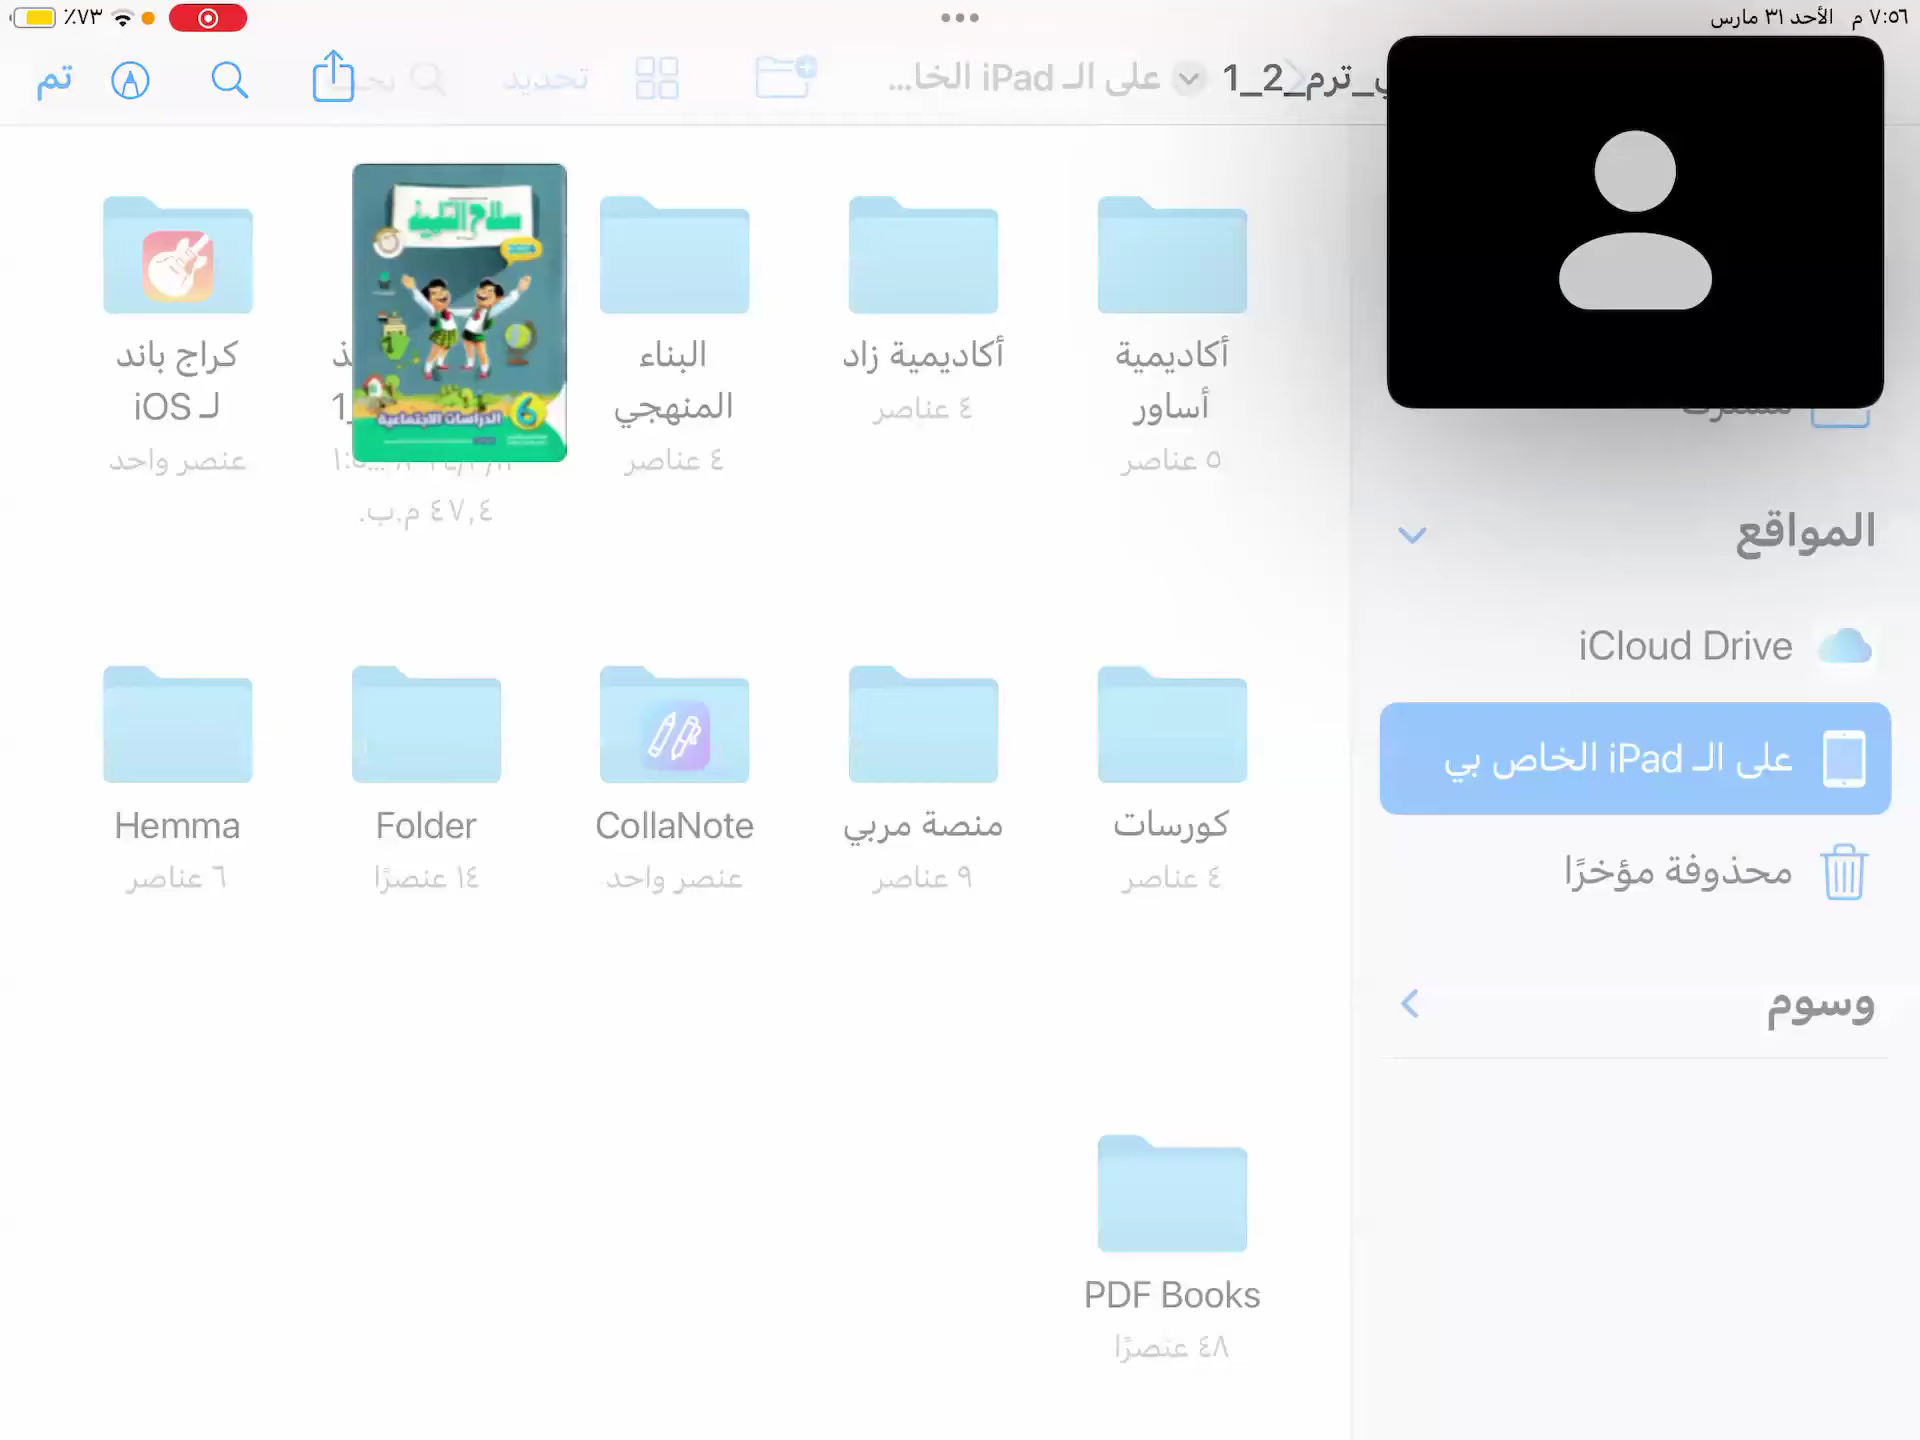 ٧:٥٦ م الأحد ٣١ مارس
٪٧٣
ي_ترم_2_1
على الـ iPad الخا...
تحديد
تم
أكاديمية أساور
٥ عناصر
أكاديمية زاد
٤ عناصر
البناء المنهجي
٤ عناصر
سلاح التلميذ
الدراسات الاجتماعية
6
٤٧,٤ م.ب.
كراج باند لـ iOS
عنصر واحد
كورسات
٤ عناصر
منصة مربي
٩ عناصر
CollaNote
عنصر واحد
Folder
١٤ عنصرًا
Hemma
٦ عناصر
PDF Books
٤٨ عنصرًا
المواقع
iCloud Drive
على الـ iPad الخاص بي
محذوفة مؤخرًا
وسوم